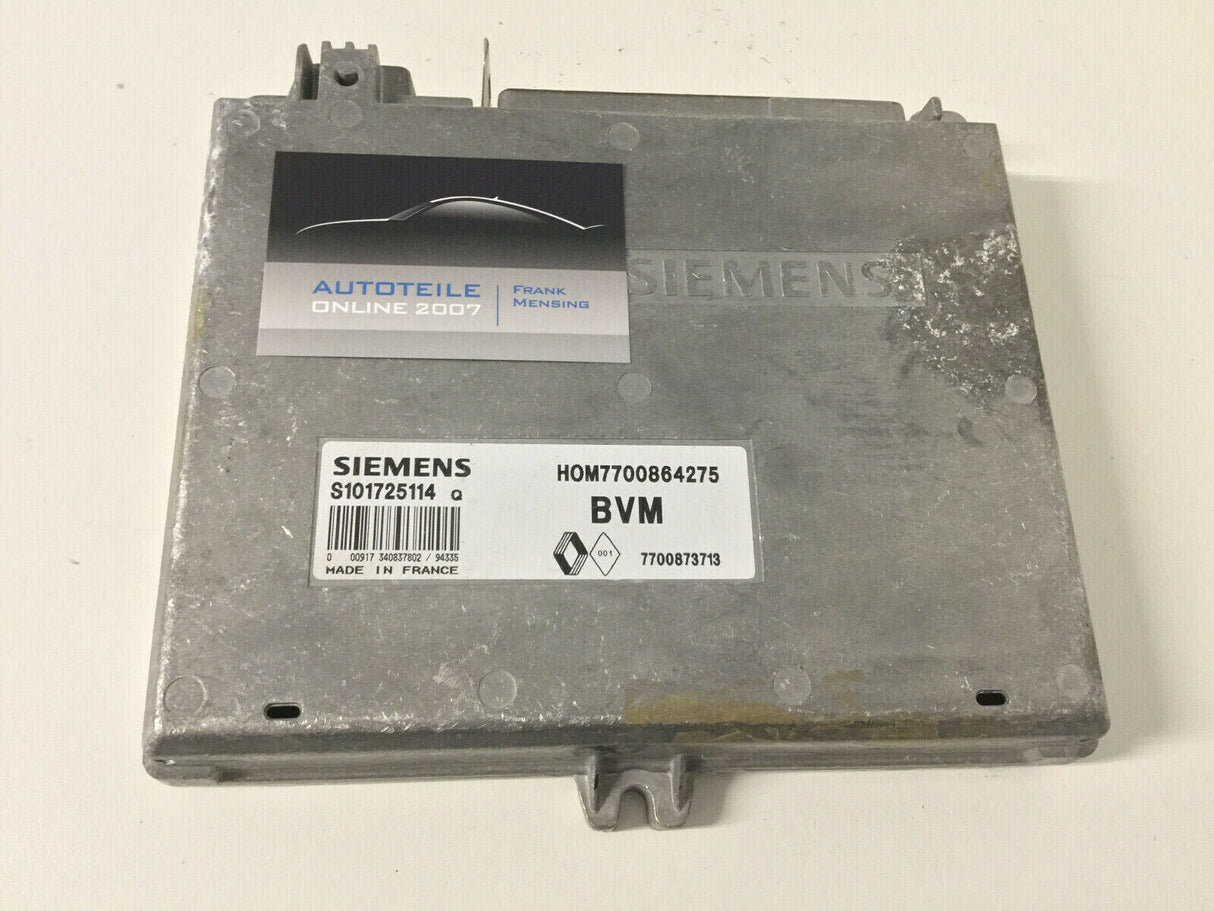 AUTOTEILE
ONLINE 2007
FRANK
MENSING
SIEMENS
SIEMENS
S101725114 Q
0 00917 340837802 / 94335
MADE IN FRANCE
HOM7700864275
BVM
001
7700873713